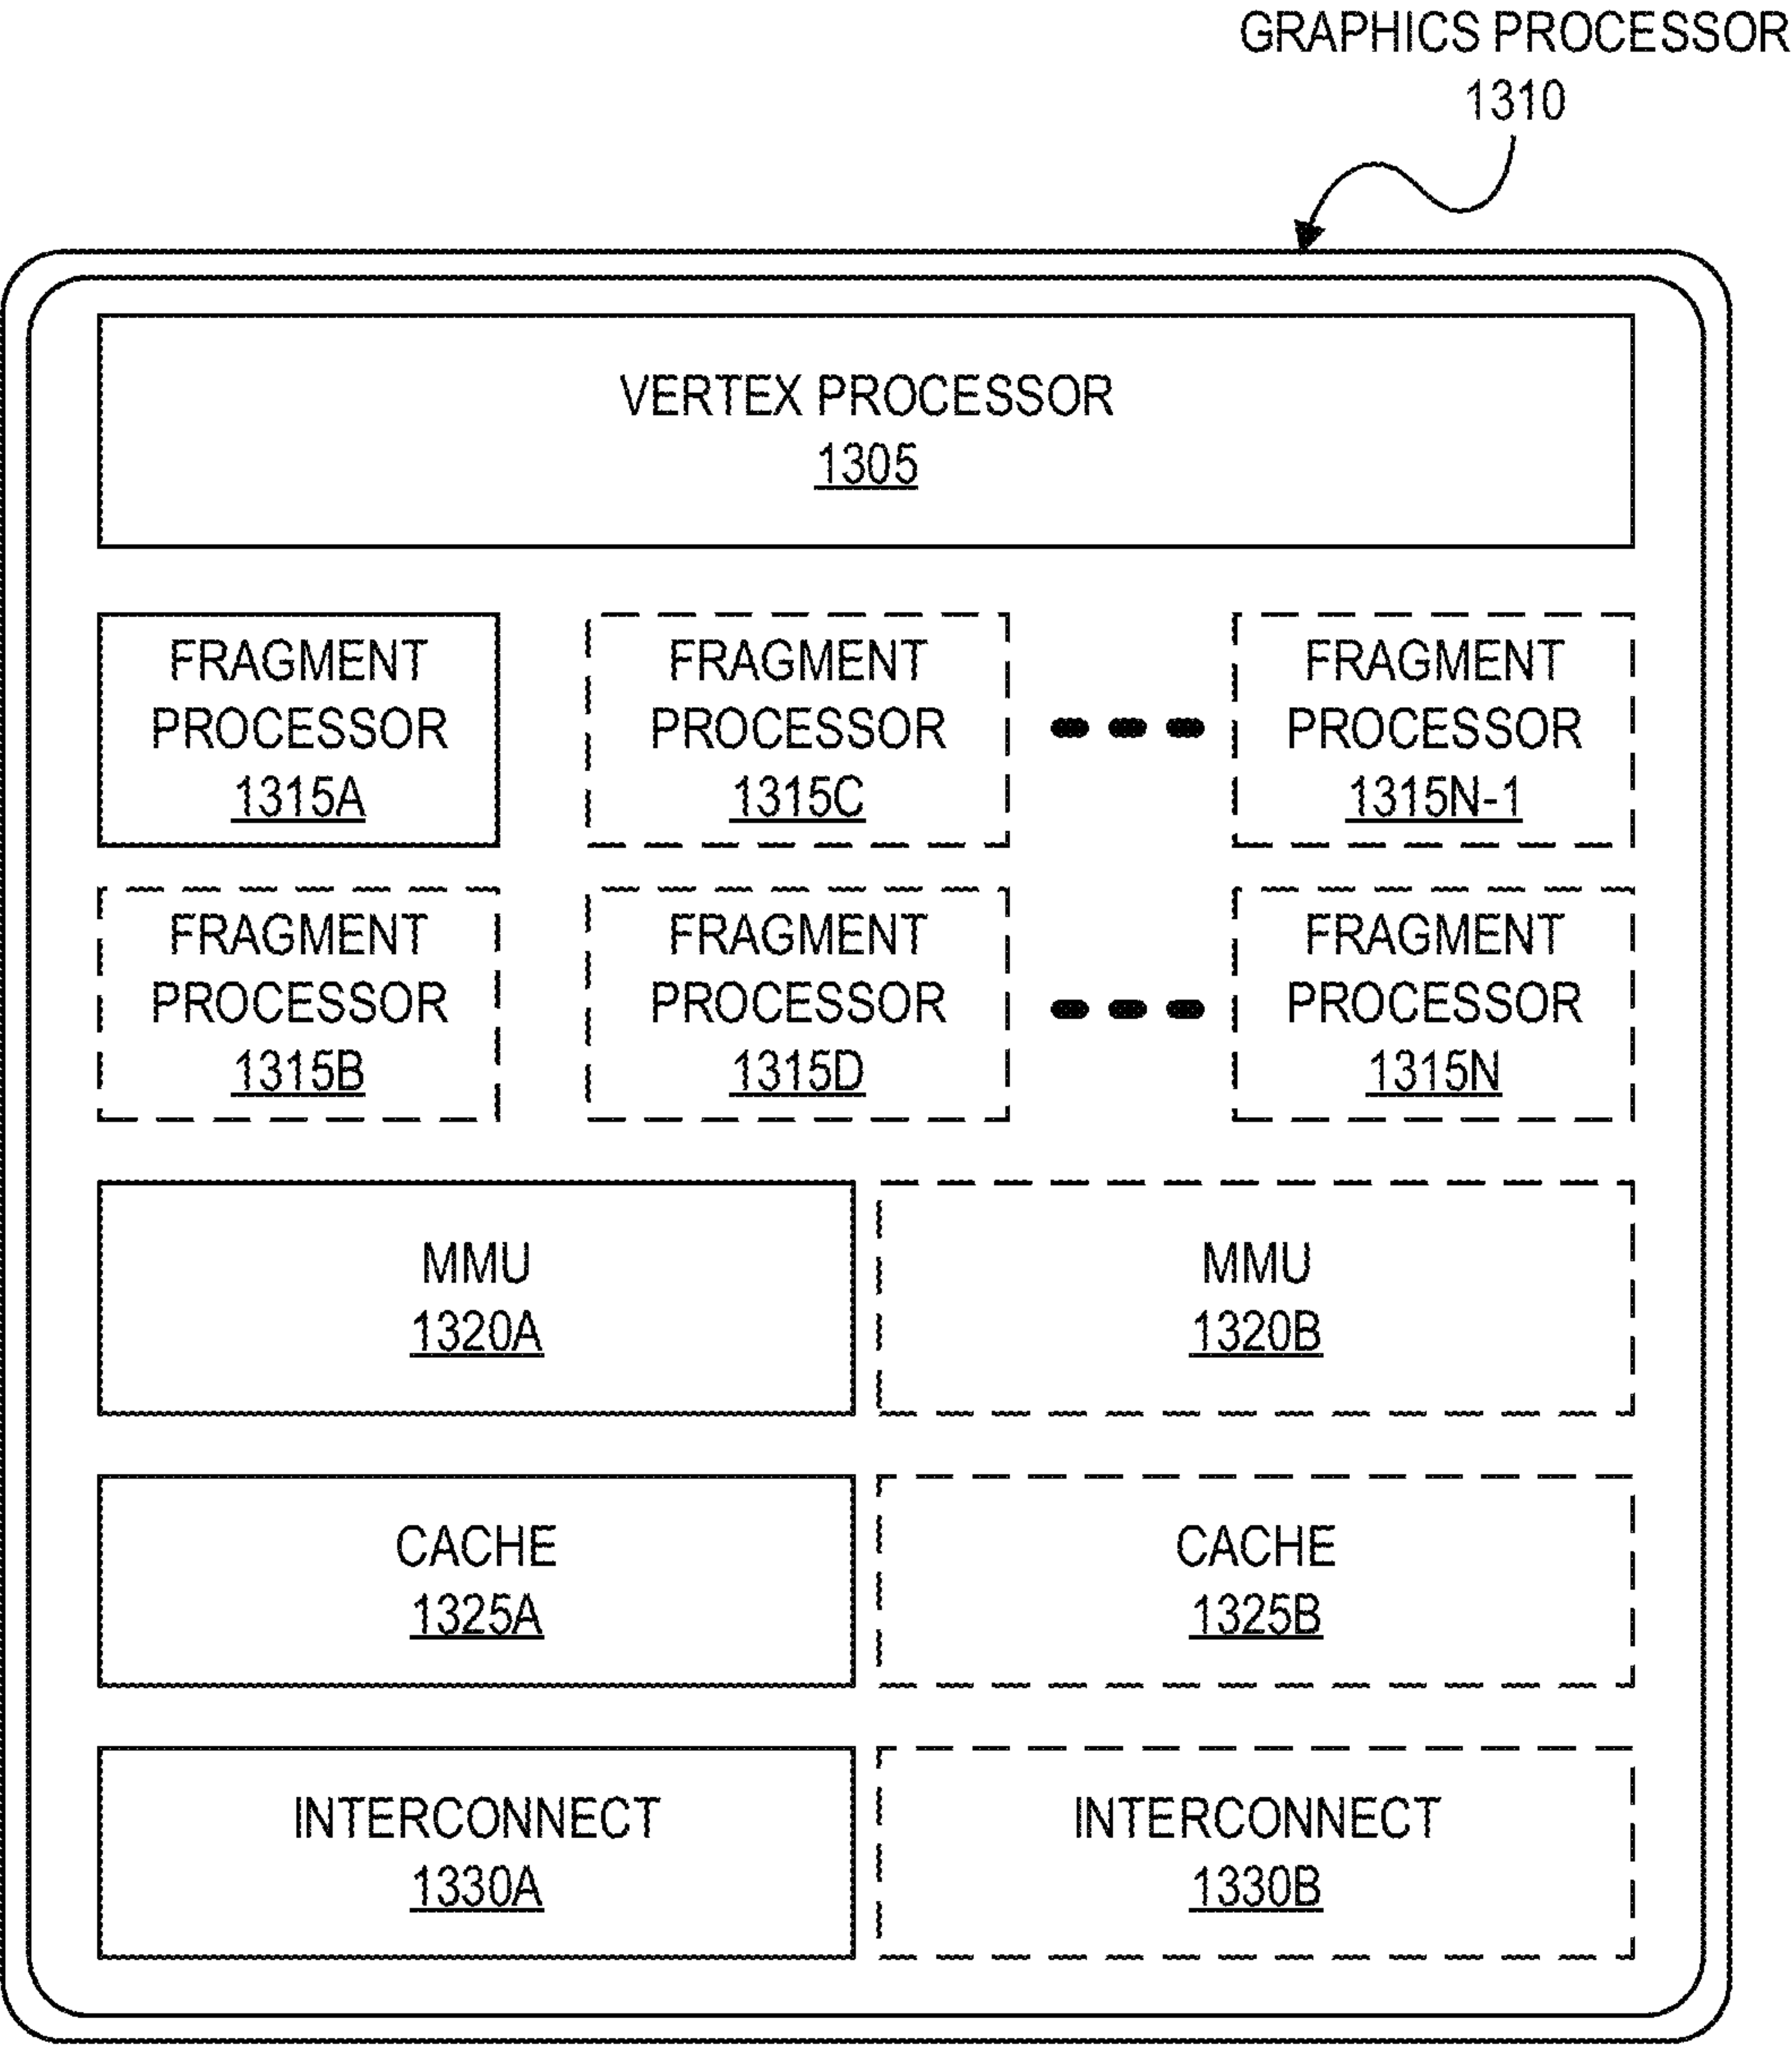 GRAPHICS PROCESSOR
1310
VERTEX PROCESSOR
1305
FRAGMENT
PROCESSOR
1315A
FRAGMENT
PROCESSOR
1315C
FRAGMENT
PROCESSOR
1315N-1
FRAGMENT
PROCESSOR
1315B
FRAGMENT
PROCESSOR
1315D
FRAGMENT
PROCESSOR
1315N
MMU
1320A
MMU
1320B
CACHE
1325A
CACHE
1325B
INTERCONNECT
1330A
INTERCONNECT
1330B